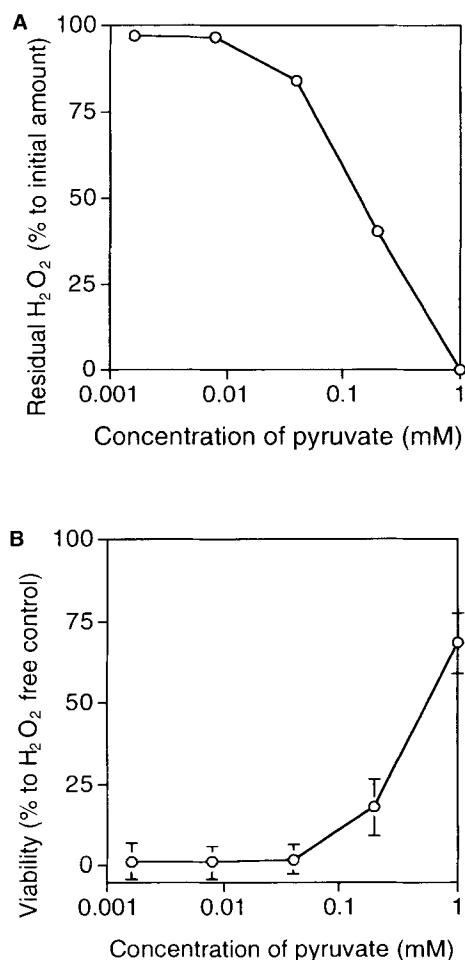 A
Residual H₂O₂ (% to initial amount)
100
75
50
25
0
0.001 0.01 0.1 1
Concentration of pyruvate (mM)
B
Viability (% to H₂O₂ free control)
100
75
50
25
0
0.001 0.01 0.1 1
Concentration of pyruvate (mM)